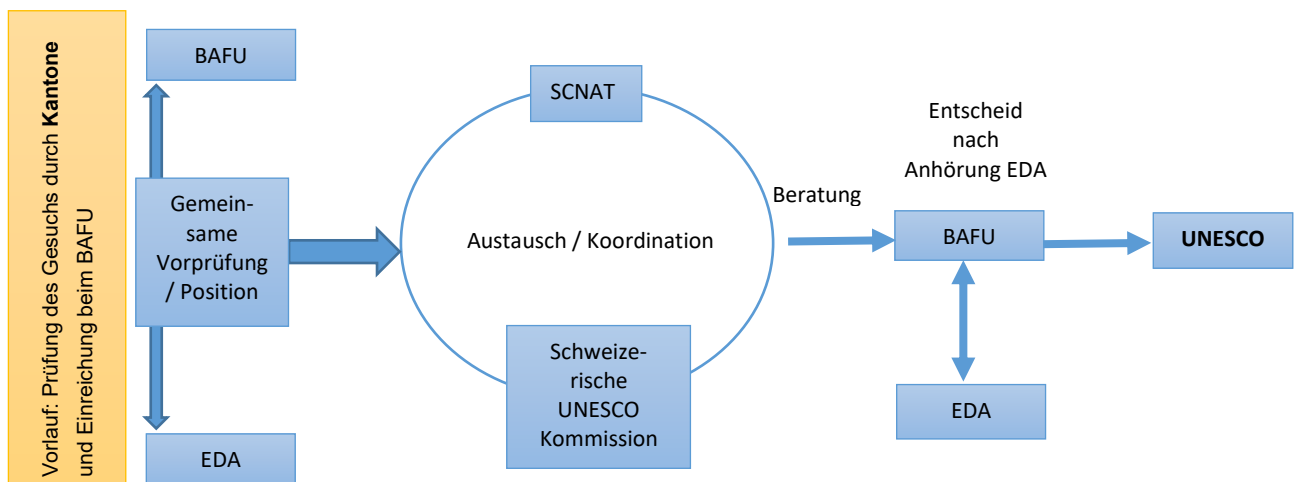 Vorlauf: Prüfung des Gesuchs durch Kantone
und Einreichung beim BAFU
BAFU
Gemein-
same
Vorprüfung
/ Position
EDA
SCNAT
Austausch / Koordination
Schweize-
rische
UNESCO
Kommission
Beratung
Entscheid
nach
Anhörung EDA
BAFU
EDA
UNESCO